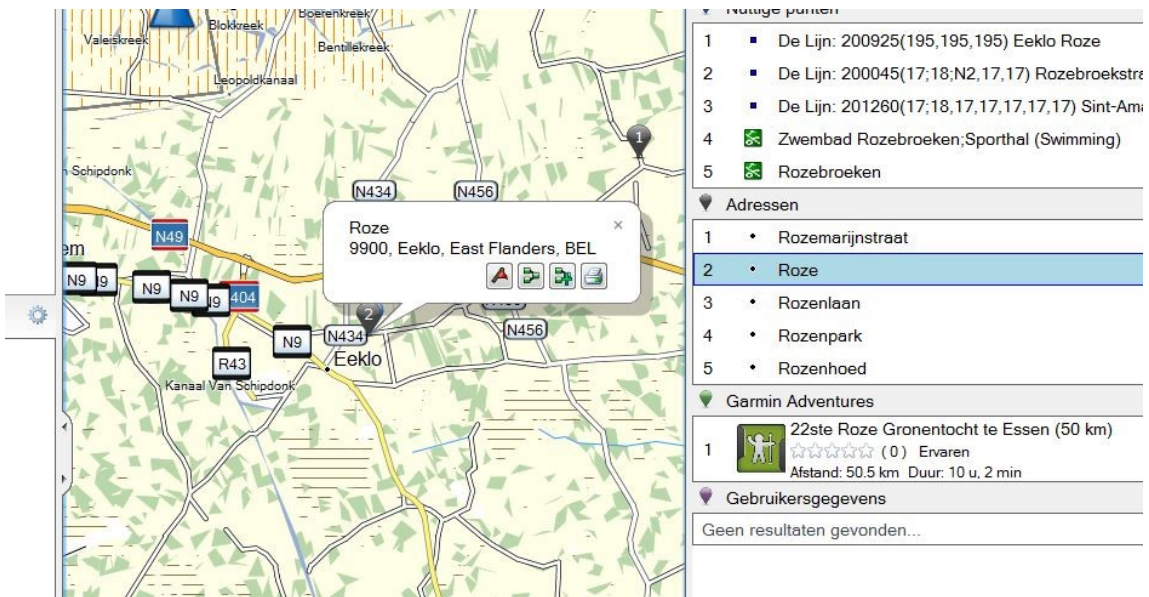 Blokkreek
Boerenkreek
Valeiskreek
Bentillekreek
Leopoldkanaal
1
Schipdonk
N434
N456
N49
Roze
9900, Eeklo, East Flanders, BEL
em
N9
N9
N9
404
2
N434
N456
N9
Eeklo
R43
Kanaal Van Schipdonk
Nuttige punten
1 De Lijn: 200925(195,195,195) Eeklo Roze
2 De Lijn: 200045(17;18;N2,17,17) Rozebroekstra
3 De Lijn: 201260(17;18,17,17,17,17,17) Sint-Ama
4 Zwembad Rozebroeken;Sporthal (Swimming)
5 Rozebroeken
Adressen
1 Rozemarijnstraat
2 Roze
3 Rozenlaan
4 Rozenpark
5 Rozenhoed
Garmin Adventures
22ste Roze Gronentocht te Essen (50 km)
1 (0) Ervaren
Afstand: 50.5 km Duur: 10 u, 2 min
Gebruikersgegevens
Geen resultaten gevonden...